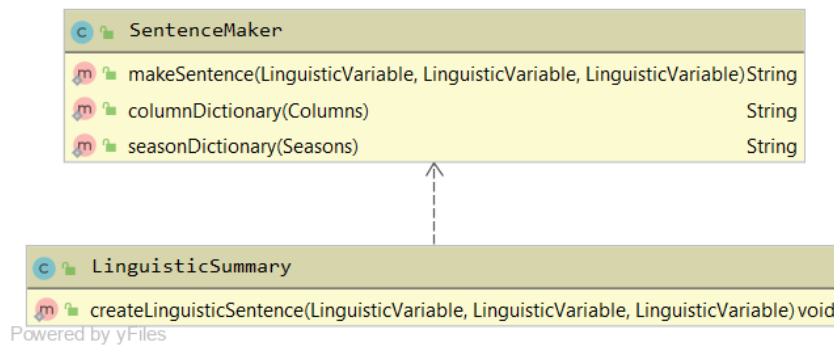 SentenceMaker
makeSentence(LinguisticVariable, LinguisticVariable, LinguisticVariable) String
columnDictionary(Columns) String
seasonDictionary(Seasons) String
LinguisticSummary
createLinguisticSentence(LinguisticVariable, LinguisticVariable, LinguisticVariable) void
Powered by yFiles